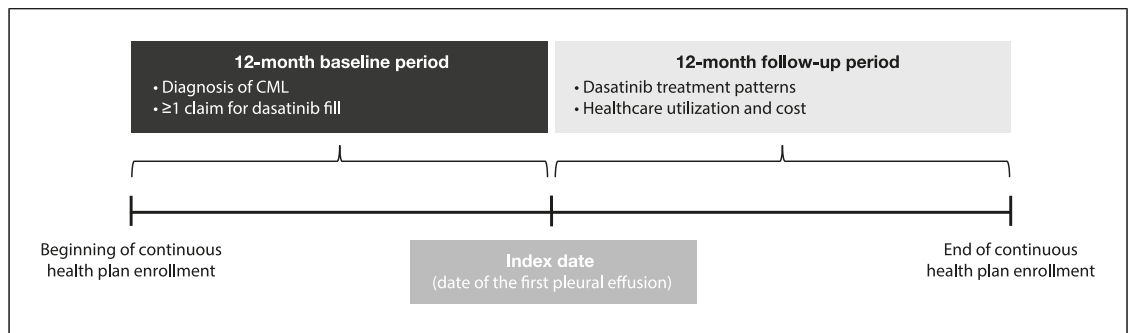 12-month baseline period
• Diagnosis of CML
• ≥1 claim for dasatinib fill
12-month follow-up period
• Dasatinib treatment patterns
• Healthcare utilization and cost
Beginning of continuous
health plan enrollment
Index date
(date of the first pleural effusion)
End of continuous
health plan enrollment